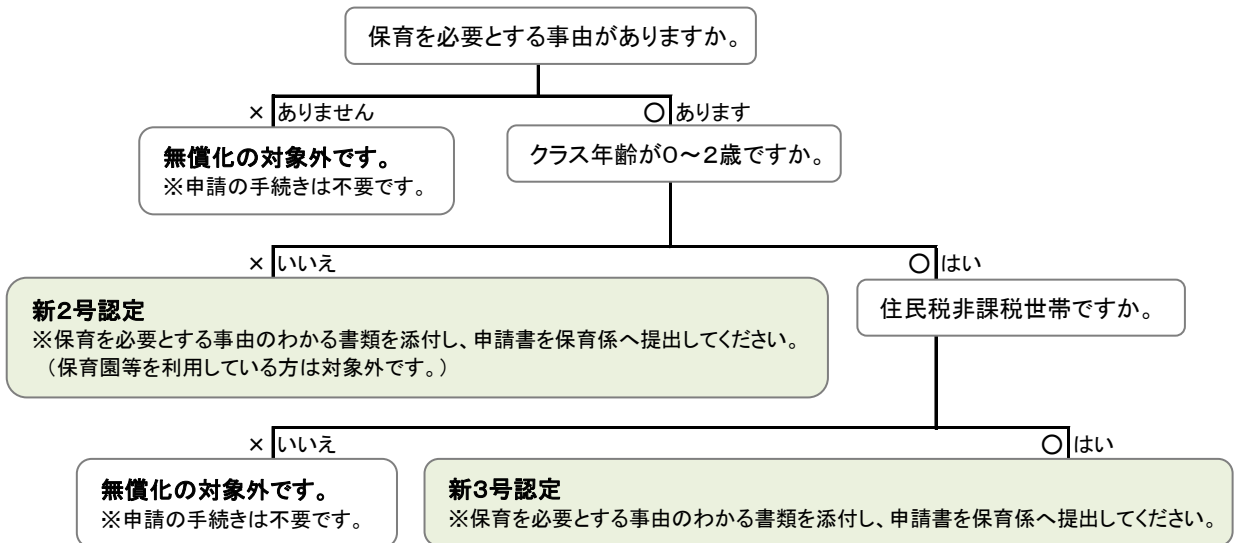 保育を必要とする事由がありますか。
× ありません
○ あります
無償化の対象外です。
※申請の手続きは不要です。
クラス年齢が0～2歳ですか。
× いいえ
○ はい
新2号認定
※保育を必要とする事由のわかる書類を添付し、申請書を保育係へ提出してください。
（保育園等を利用している方は対象外です。）
住民税非課税世帯ですか。
× いいえ
○ はい
無償化の対象外です。
※申請の手続きは不要です。
新3号認定
※保育を必要とする事由のわかる書類を添付し、申請書を保育係へ提出してください。